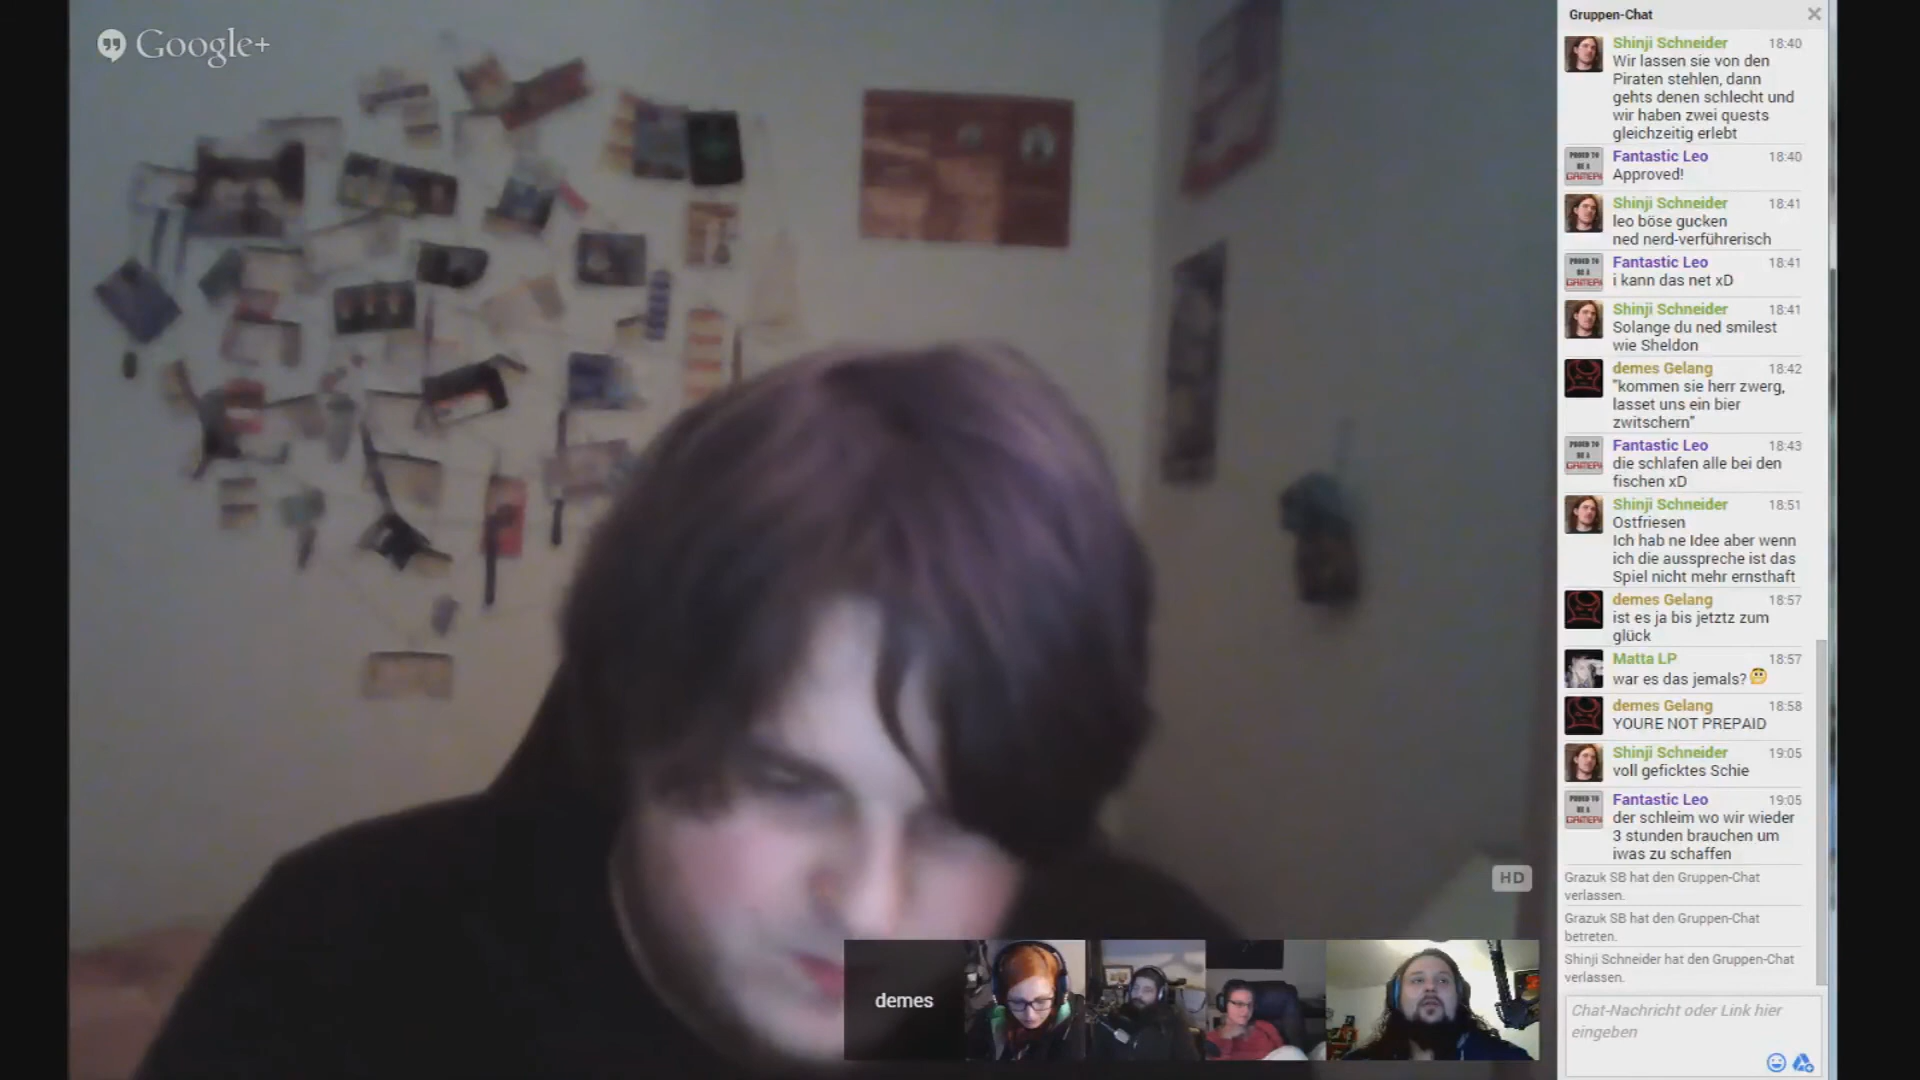 Google+
Gruppen-Chat
Shinji Schneider 18:40
Wir lassen sie von den
Piraten stehlen, dann
gehts denen schlecht und
wir haben zwei quests
gleichzeitig erlebt
Fantastic Leo 18:40
Approved!
Shinji Schneider 18:41
leo böse gucken
ned nerd-verführerisch
Fantastic Leo 18:41
i kann das net xD
Shinji Schneider 18:41
Solange du ned smilest
wie Sheldon
demes Gelang 18:42
"kommen sie herr zwerg,
lasset uns ein bier
zwitschern"
Fantastic Leo 18:43
die schlafen alle bei den
fischen xD
Shinji Schneider 18:51
Ostfriesen
Ich hab ne Idee aber wenn
ich die ausspreche ist das
Spiel nicht mehr ernsthaft
demes Gelang 18:57
ist es ja bis jetztz zum
glück
Matta LP 18:57
war es das jemals?
demes Gelang 18:58
YOURE NOT PREPAID
Shinji Schneider 19:05
voll geficktes Schie
Fantastic Leo 19:05
der schleim wo wir wieder
3 stunden brauchen um
iwas zu schaffen
Grazuk SB hat den Gruppen-Chat
verlassen.
Grazuk SB hat den Gruppen-Chat
betreten.
Shinji Schneider hat den Gruppen-Chat
verlassen.
Chat-Nachricht oder Link hier
eingeben
HD
demes
PROUD TO
BE A
GAMER